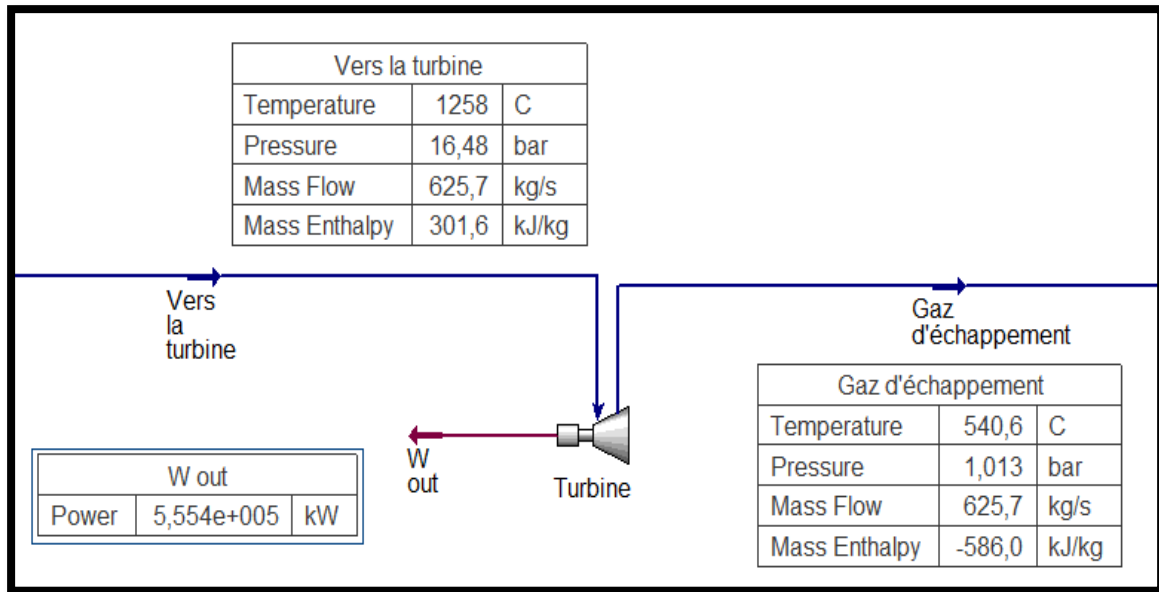 Vers la turbine
Temperature 1258 C
Pressure 16,48 bar
Mass Flow 625,7 kg/s
Mass Enthalpy 301,6 kJ/kg
Vers
la
turbine
Gaz
d'échappement
Gaz d'échappement
Temperature 540,6 C
Pressure 1,013 bar
Mass Flow 625,7 kg/s
Mass Enthalpy -586,0 kJ/kg
W
out
Turbine
W out
Power 5,554e+005 kW